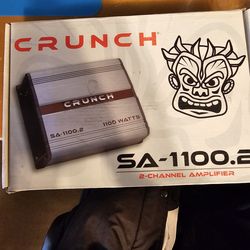 CRUNCH
CRUNCH
SA-1100.2
1100 WATTS
SA-1100.2
2-CHANNEL AMPLIFIER